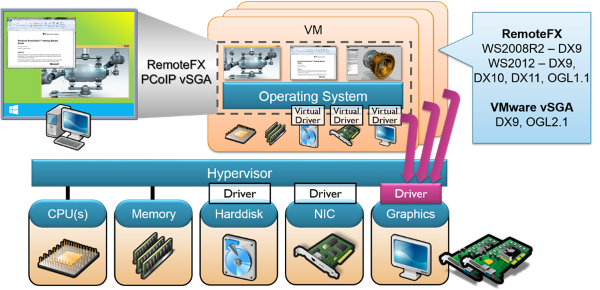 VM
RemoteFX
PCoIP vSGA
Operating System
Virtual
Driver
Virtual
Driver
Virtual
Driver
RemoteFX
WS2008R2 – DX9
WS2012 – DX9,
DX10, DX11, OGL1.1
VMware vSGA
DX9, OGL2.1
Hypervisor
Driver
Driver
Driver
CPU(s)
Memory
Harddisk
NIC
Graphics